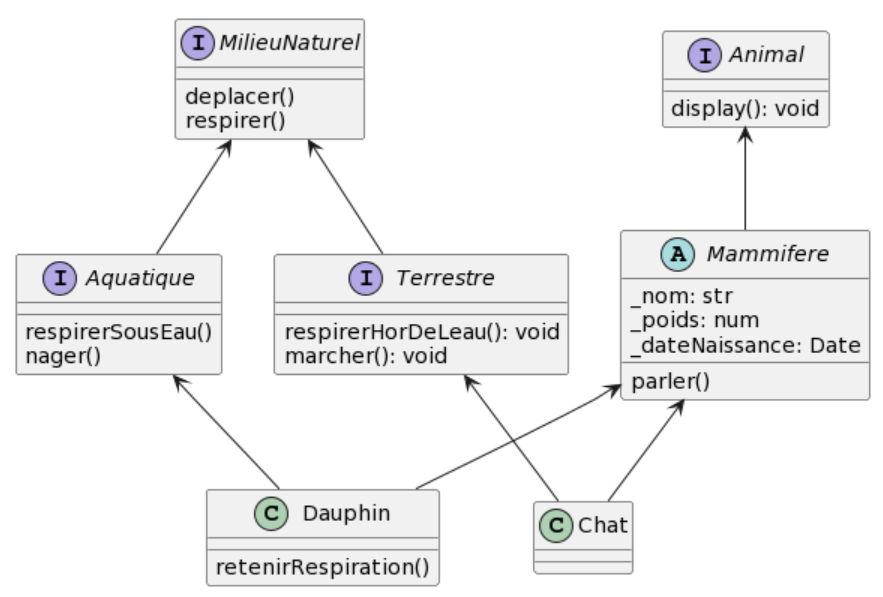 I MilieuNaturel
deplacer()
respirer()
I Animal
display(): void
I Aquatique
respirerSousEau()
nager()
I Terrestre
respirerHorDeLeau(): void
marcher(): void
A Mammifere
_nom: str
_poids: num
_dateNaissance: Date
parler()
C Dauphin
retenirRespiration()
C Chat